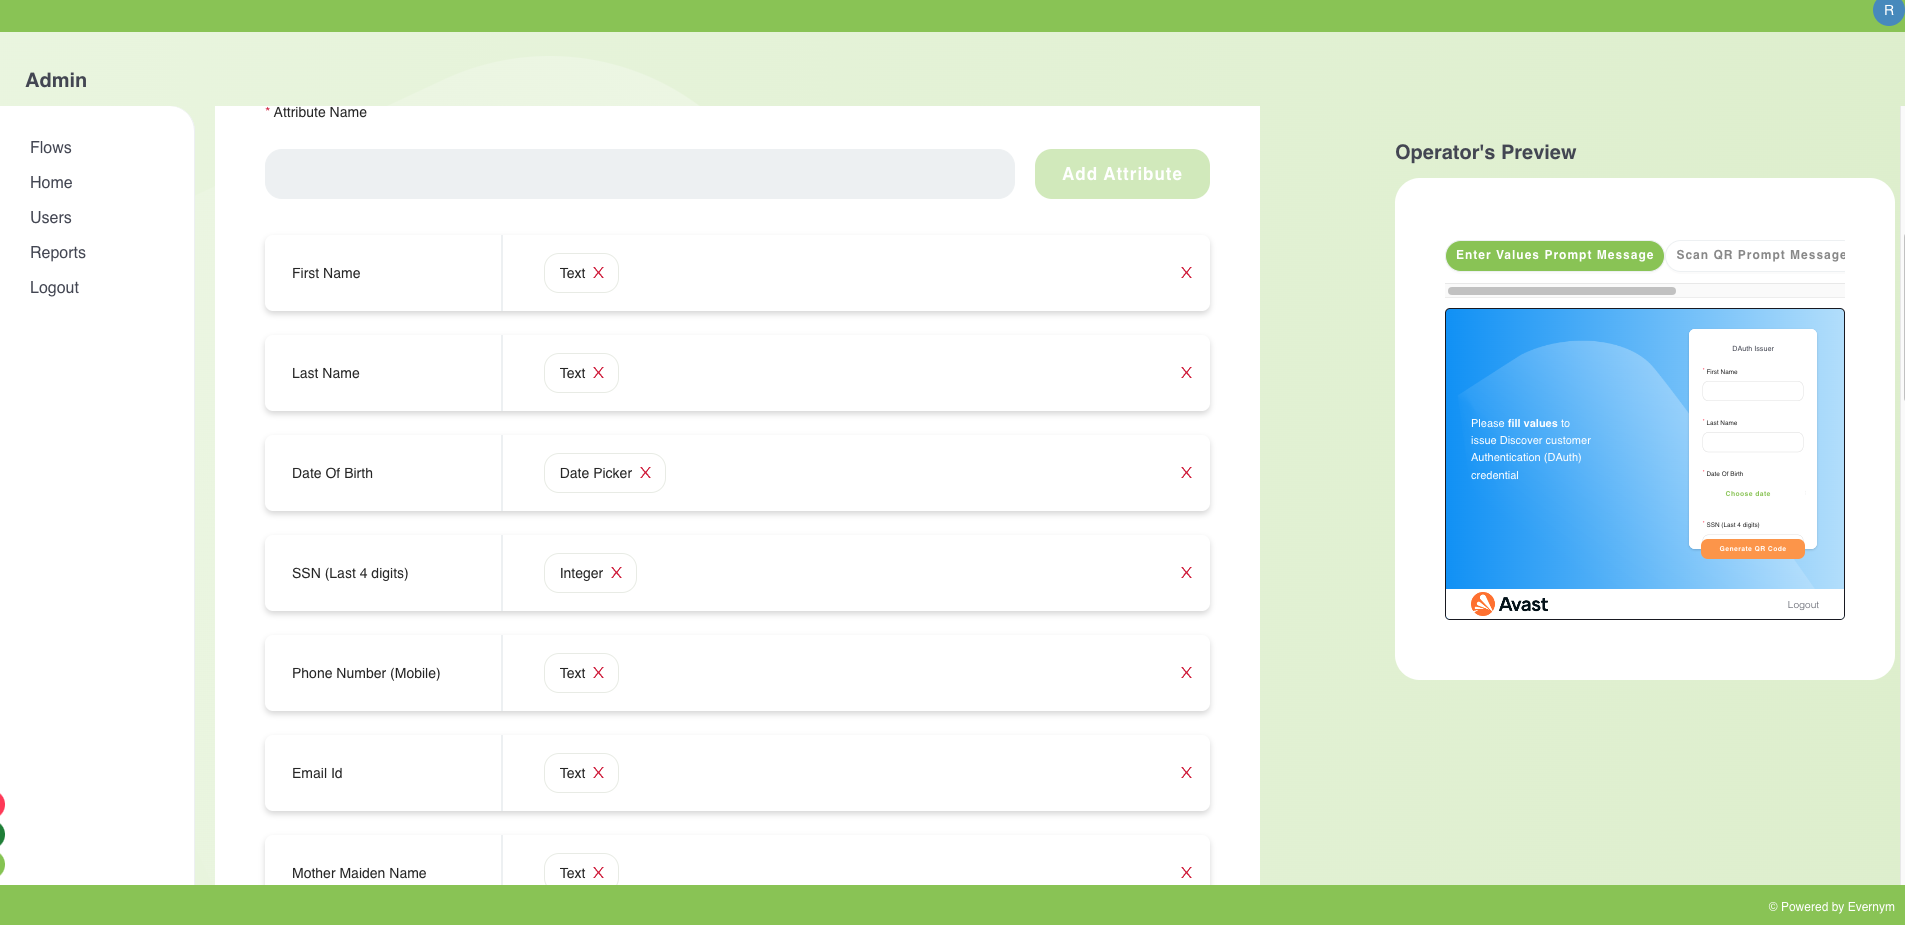 R
Admin
Flows
Home
Users
Reports
Logout
* Attribute Name
Add Attribute
First Name
Text X
X
Last Name
Text X
X
Date Of Birth
Date Picker X
X
SSN (Last 4 digits)
Integer X
X
Phone Number (Mobile)
Text X
X
Email Id
Text X
X
Mother Maiden Name
Text X
X
Operator's Preview
Enter Values Prompt Message
Scan QR Prompt Message
Please fill values to
issue Discover customer
Authentication (DAuth)
credential
DAuth Issuer
* First Name
* Last Name
* Date Of Birth
Choose date
* SSN (Last 4 digits)
Generate QR Code
Avast
Logout
© Powered by Evernym